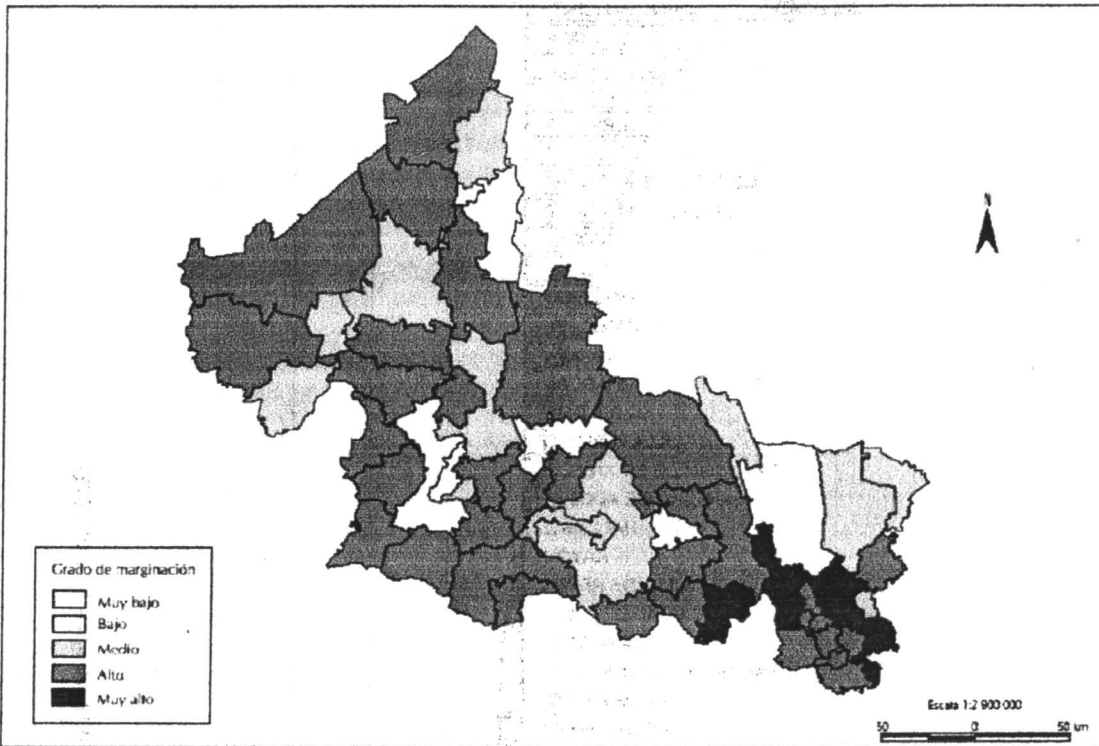 N
Grado de marginación
Muy bajo
Bajo
Medio
Alto
Muy alto
Escala 1:2 900 000
50 0 50 km